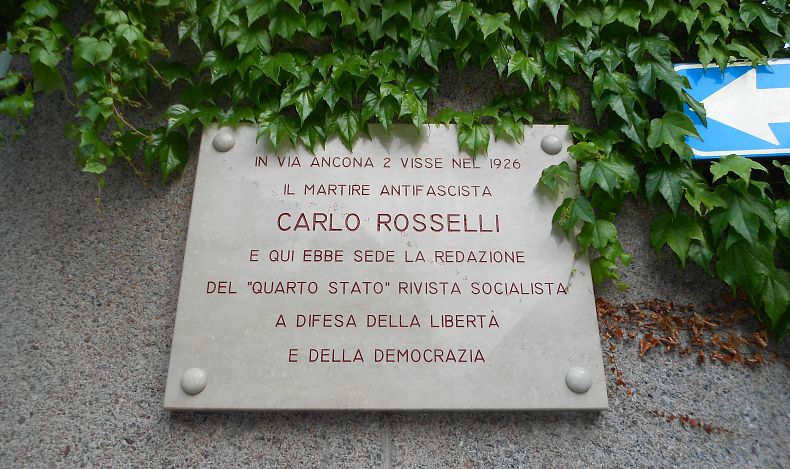 IN VIA ANCONA 2 VISSE NEL 1926
IL MARTIRE ANTIFASCISTA
CARLO ROSSELLI
E QUI EBBE SEDE LA REDAZIONE
DEL "QUARTO STATO" RIVISTA SOCIALISTA
A DIFESA DELLA LIBERTÀ
E DELLA DEMOCRAZIA